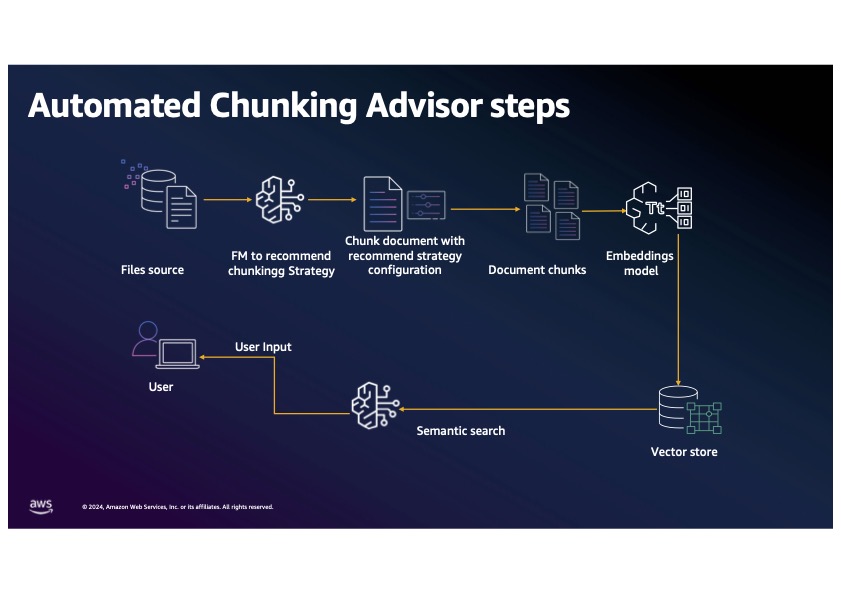 Automated Chunking Advisor steps
Files source
FM to recommend
chunkingg Strategy
Chunk document with
recommend strategy
configuration
Document chunks
Tt
Embeddings
model
User Input
User
Semantic search
Vector store
aws
© 2024, Amazon Web Services, Inc. or its affiliates. All rights reserved.